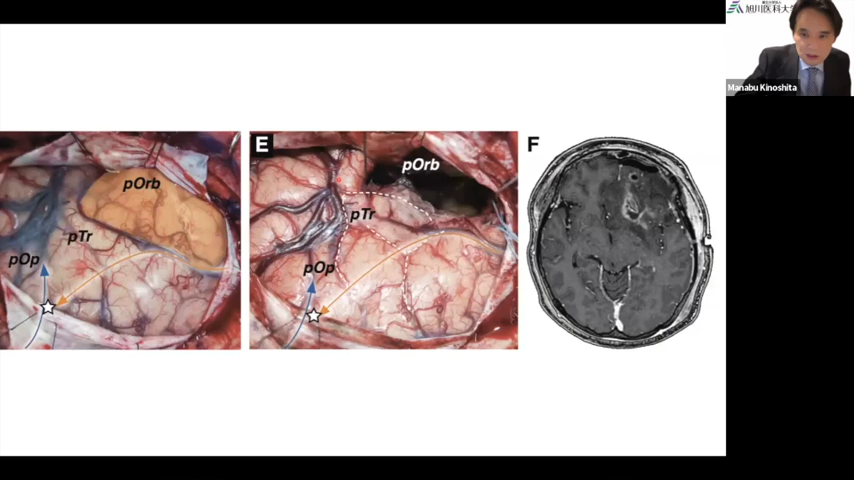 旭川医科大学
Manabu Kinoshita
E
F
pOrb
pTr
pOp
pOrb
pTr
pOp